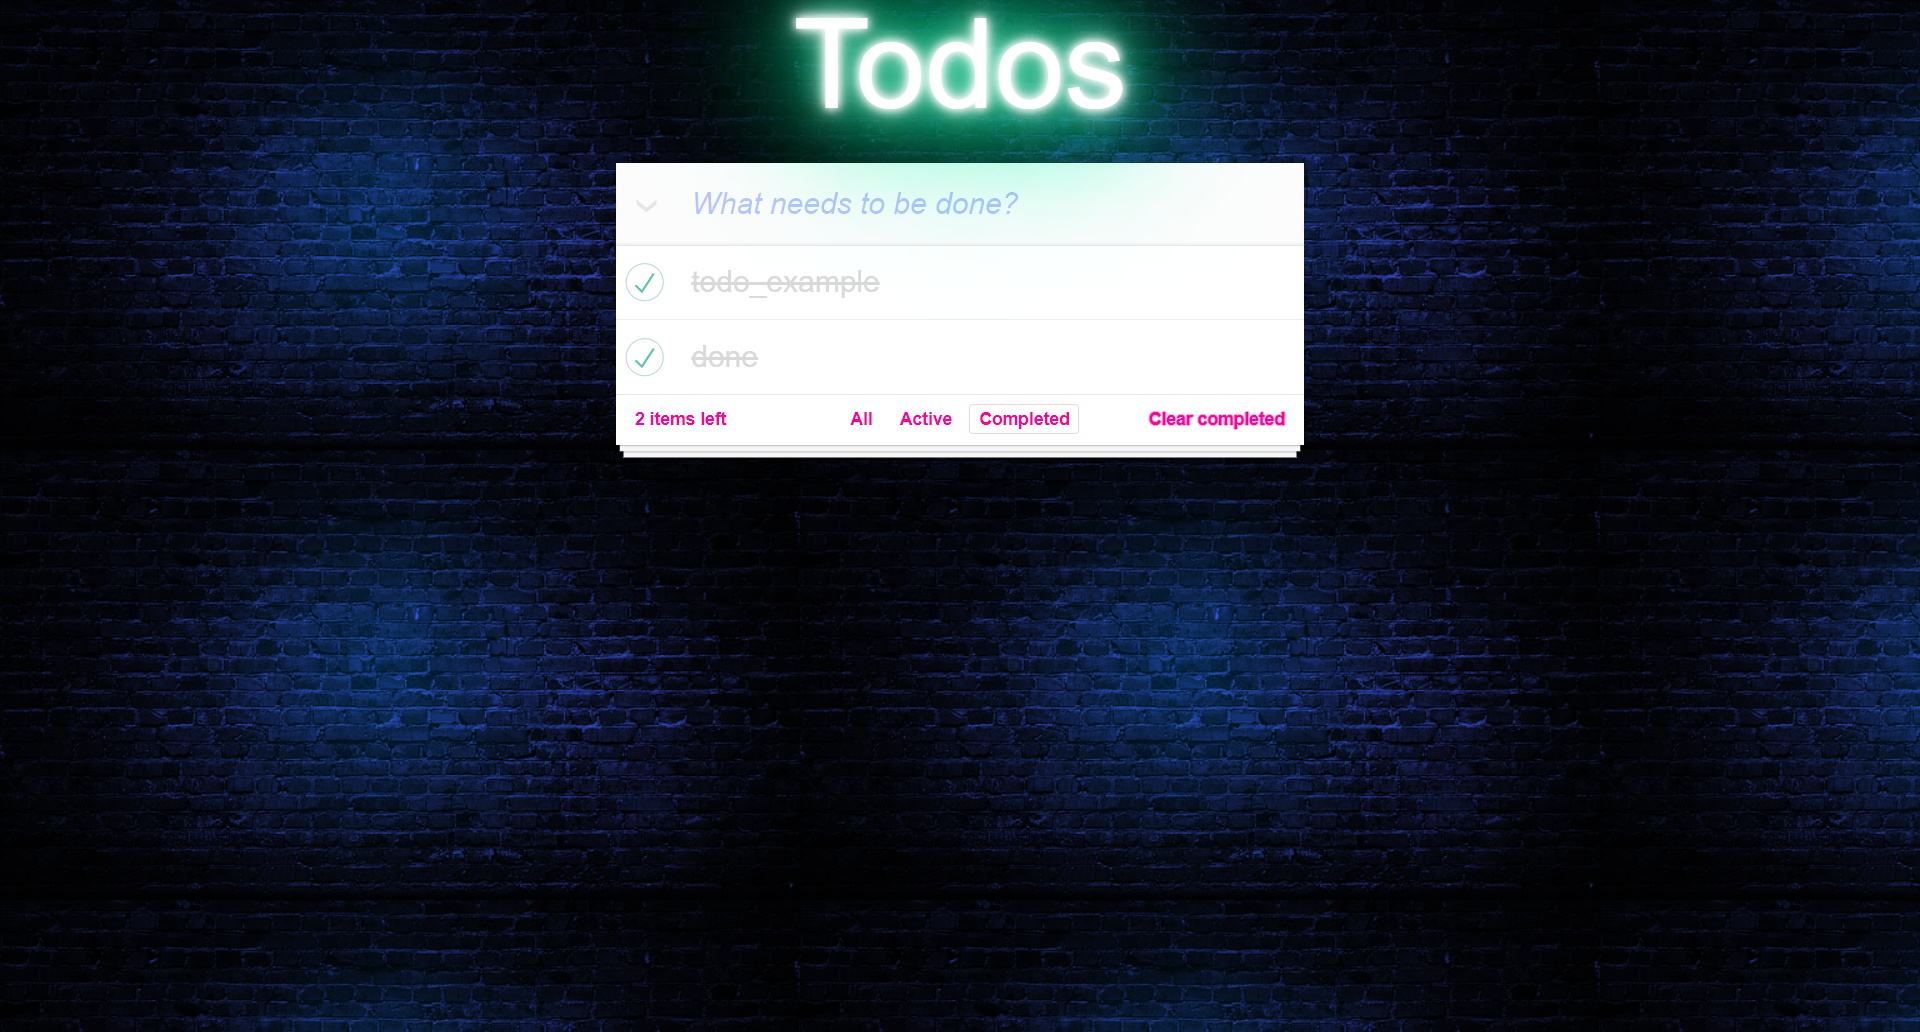 Todos
What needs to be done?
todo_example
done
2 items left All Active Completed Clear completed